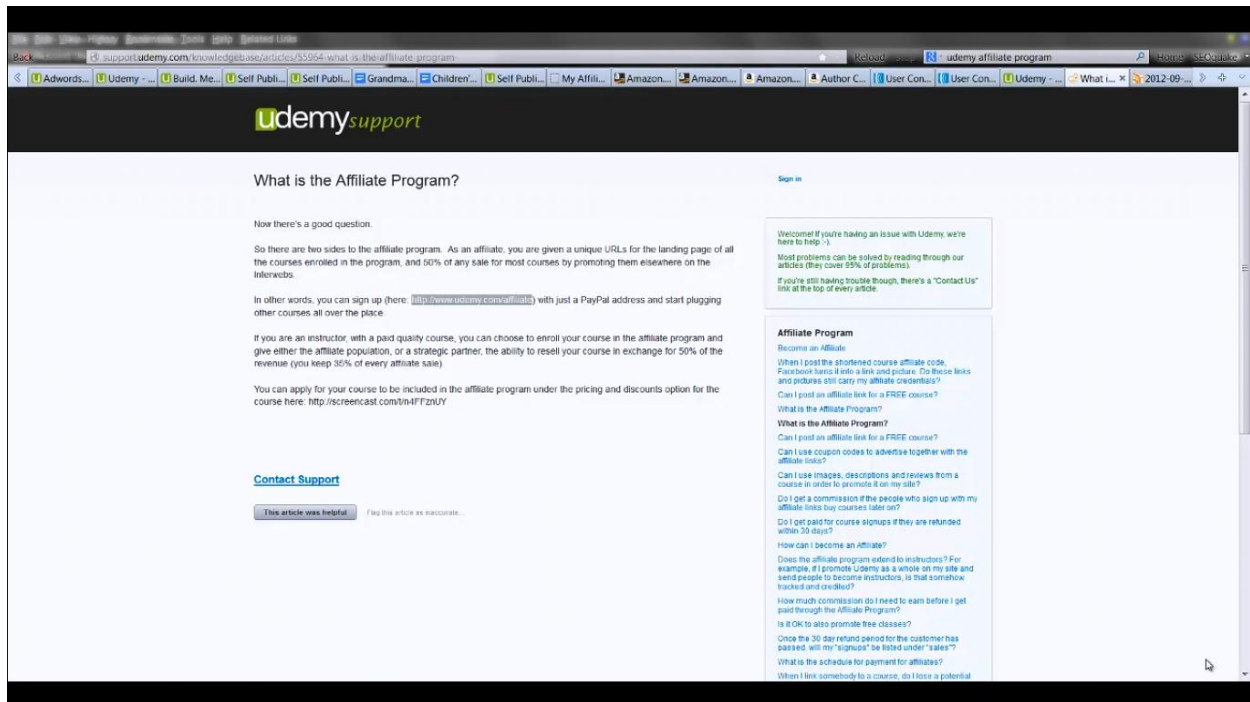 File Edit View History Bookmarks Tools Help Related Links
Back
support.udemy.com/knowledgebase/articles/55964-what-is-the-affiliate-program-
Reload
udemy affiliate program
Home
SEOquake
Adwords...
Udemy - ...
Build. Me...
Self Publi...
Self Publi...
Grandma...
Children'...
Self Publi...
My Affili...
Amazon....
Amazon....
Amazon....
Author C...
User Con...
User Con...
Udemy - ...
What i...
2012-09-...
udemy support
What is the Affiliate Program?
Now there's a good question.
So there are two sides to the affiliate program. As an affiliate, you are given a unique URLs for the landing page of all
the courses enrolled in the program, and 50% of any sale for most courses by promoting them elsewhere on the
Interwebs.
In other words, you can sign up (here: http://www.udemy.com/affiliate) with just a PayPal address and start plugging
other courses all over the place.
If you are an instructor, with a paid quality course, you can choose to enroll your course in the affiliate program and
give either the affiliate population, or a strategic partner, the ability to resell your course in exchange for 50% of the
revenue (you keep 35% of every affiliate sale).
You can apply for your course to be included in the affiliate program under the pricing and discounts option for the
course here: http://screencast.com/t/n4FFznUY
Contact Support
This article was helpful
Flag this article as inaccurate...
Sign in
Welcome! If you're having an issue with Udemy, we're
here to help :-).
Most problems can be solved by reading through our
articles (they cover 95% of problems).
If you're still having trouble though, there's a "Contact Us"
link at the top of every article.
Affiliate Program
Become an Affiliate
When I post the shortened course affiliate code,
Facebook turns it into a link and picture. Do these links
and pictures still carry my affiliate credentials?
Can I post an affiliate link for a FREE course?
What is the Affiliate Program?
What is the Affiliate Program?
Can I post an affiliate link for a FREE course?
Can I use coupon codes to advertise together with the
affiliate links?
Can I use images, descriptions and reviews from a
course in order to promote it on my site?
Do I get a commission if the people who sign up with my
affiliate links buy courses later on?
Do I get paid for course signups if they are refunded
within 30 days?
How can I become an Affiliate?
Does the affiliate program extend to instructors? For
example, if I promote Udemy as a whole on my site and
send people to become instructors, is that somehow
tracked and credited?
How much commission do I need to earn before I get
paid through the Affiliate Program?
Is it OK to also promote free classes?
Once the 30 day refund period for the customer has
passed, will my "signups" be listed under "sales"?
What is the schedule for payment for affiliates?
When I link somebody to a course, do I lose a potential